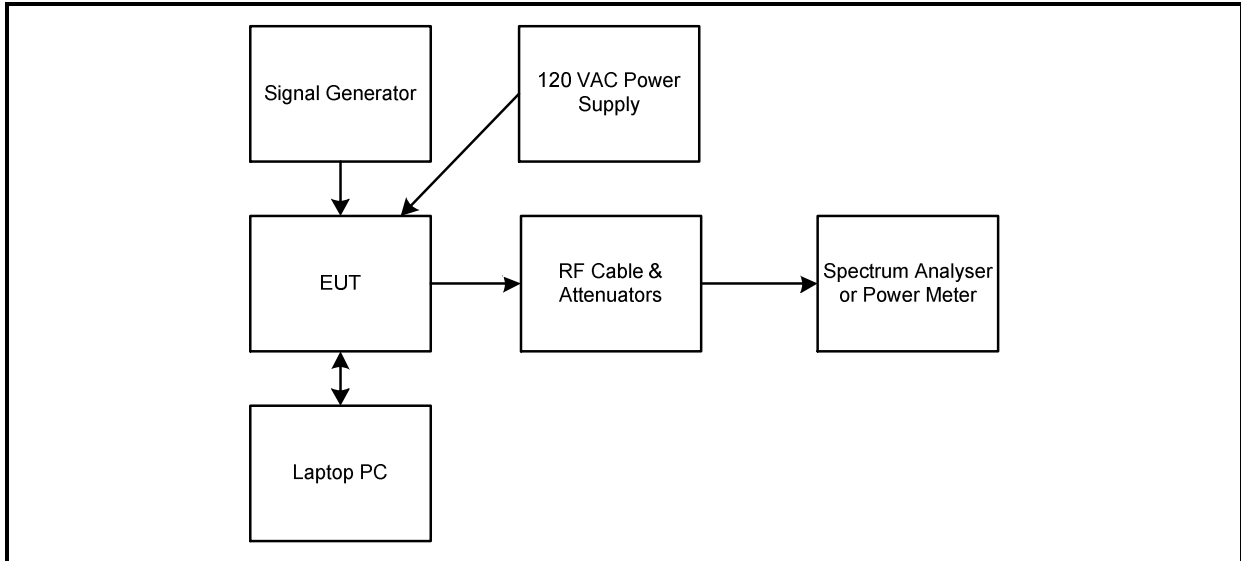 Signal Generator
120 VAC Power
Supply
EUT
RF Cable &
Attenuators
Spectrum Analyser
or Power Meter
Laptop PC